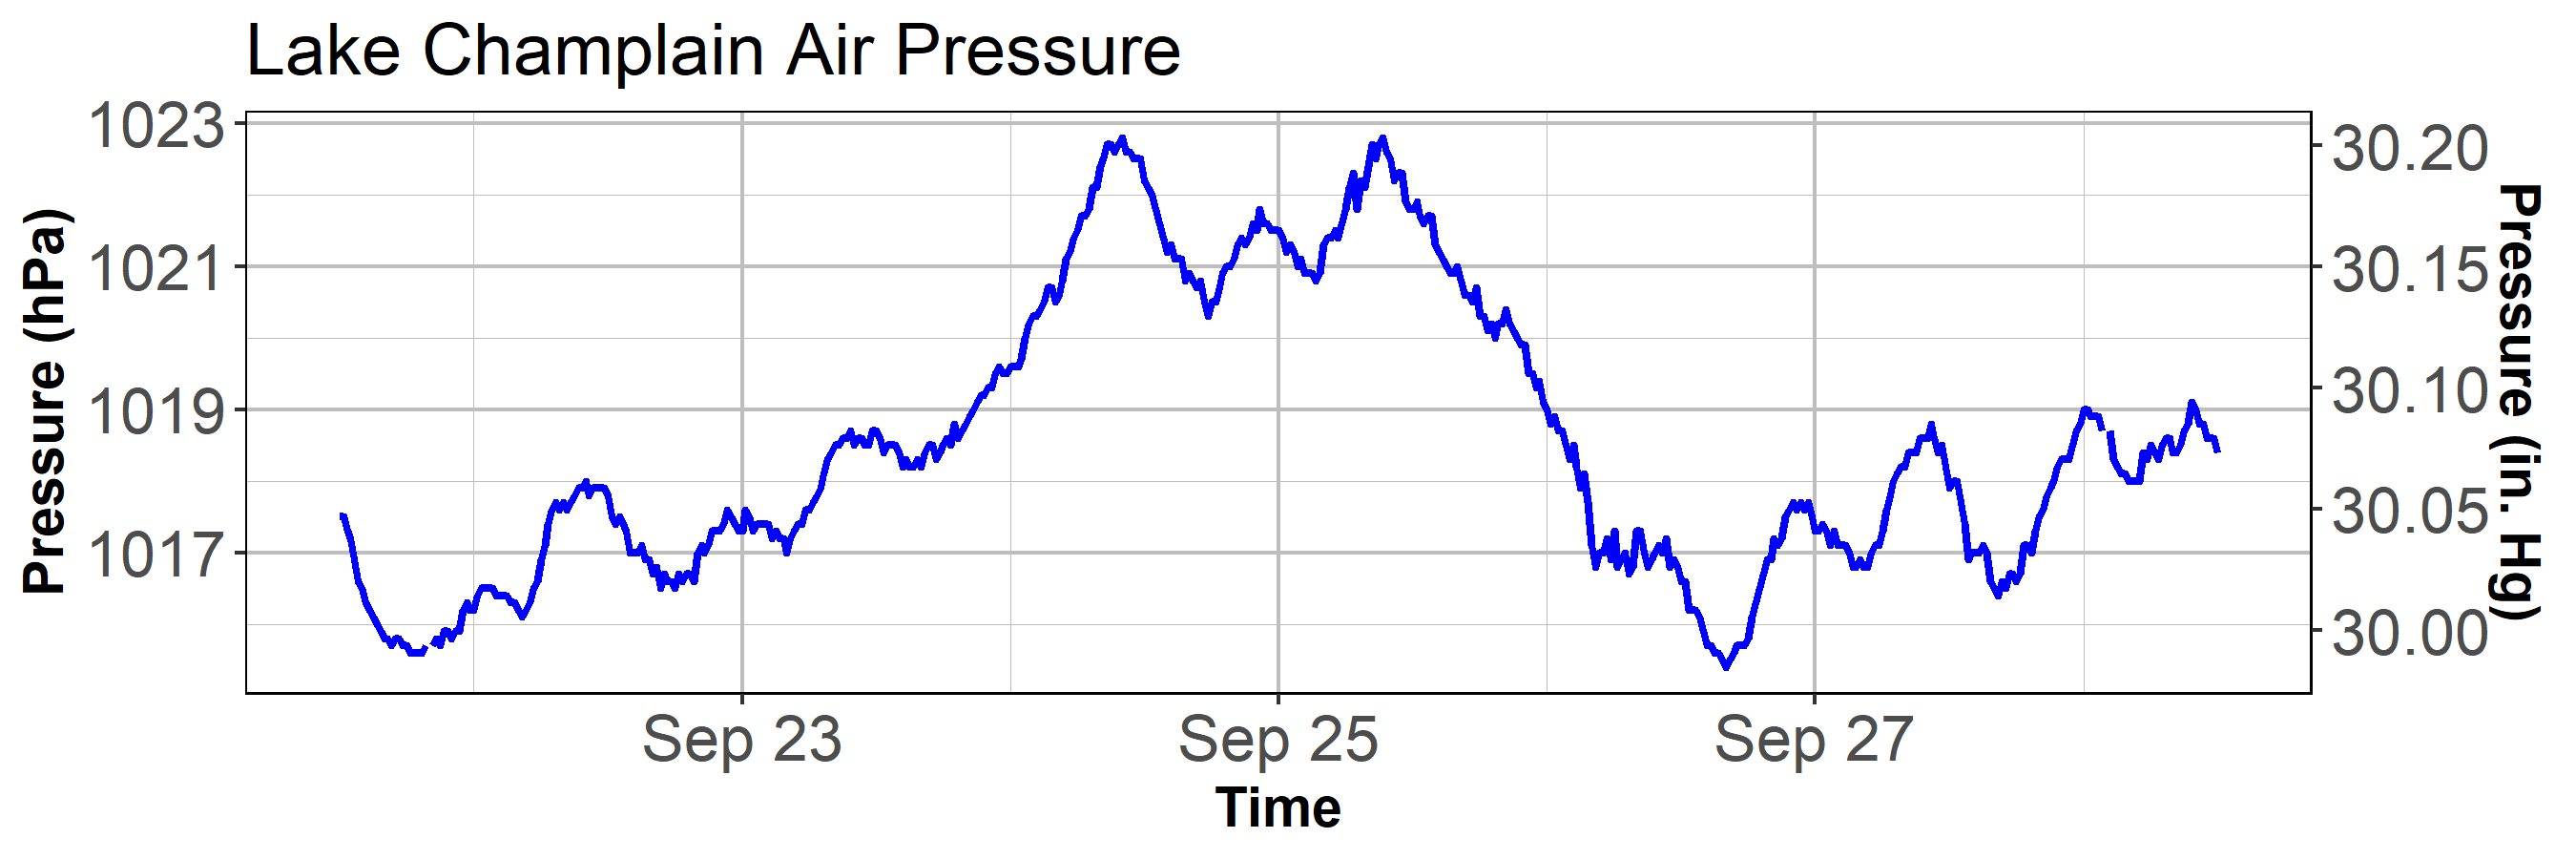 Lake Champlain Air Pressure
1023
1021
1019
1017
Pressure (hPa)
30.20
30.15
30.10
30.05
30.00
Pressure (in. Hg)
Sep 23
Sep 25
Sep 27
Time